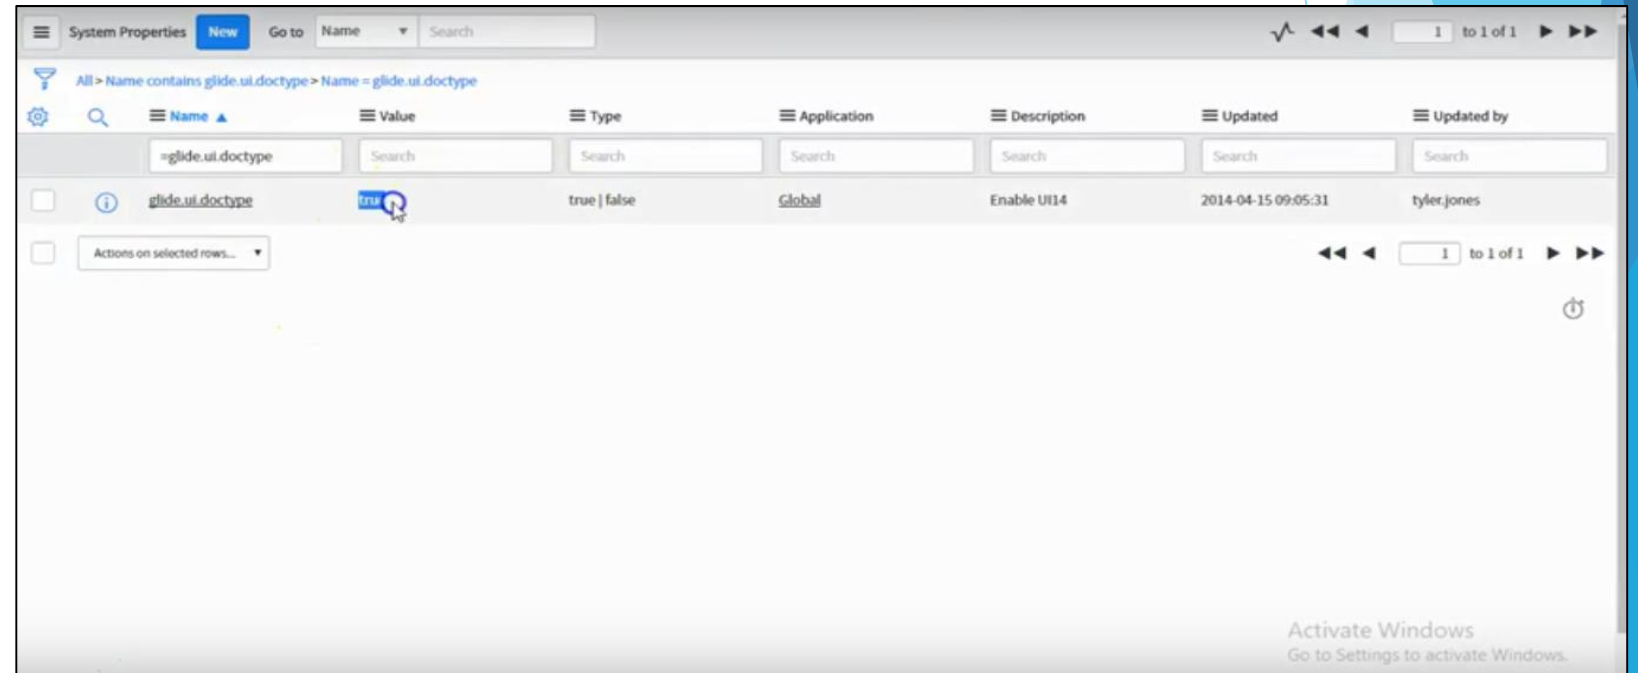 System Properties New Go to Name Search 1 to 1 of 1
All > Name contains glide.ui.doctype > Name = glide.ui.doctype
Name Value Type Application Description Updated Updated by
=glide.ui.doctype Search Search Search Search Search Search
glide.ui.doctype tru true | false Global Enable UI14 2014-04-15 09:05:31 tyler.jones
Actions on selected rows... 1 to 1 of 1
Activate Windows
Go to Settings to activate Windows.